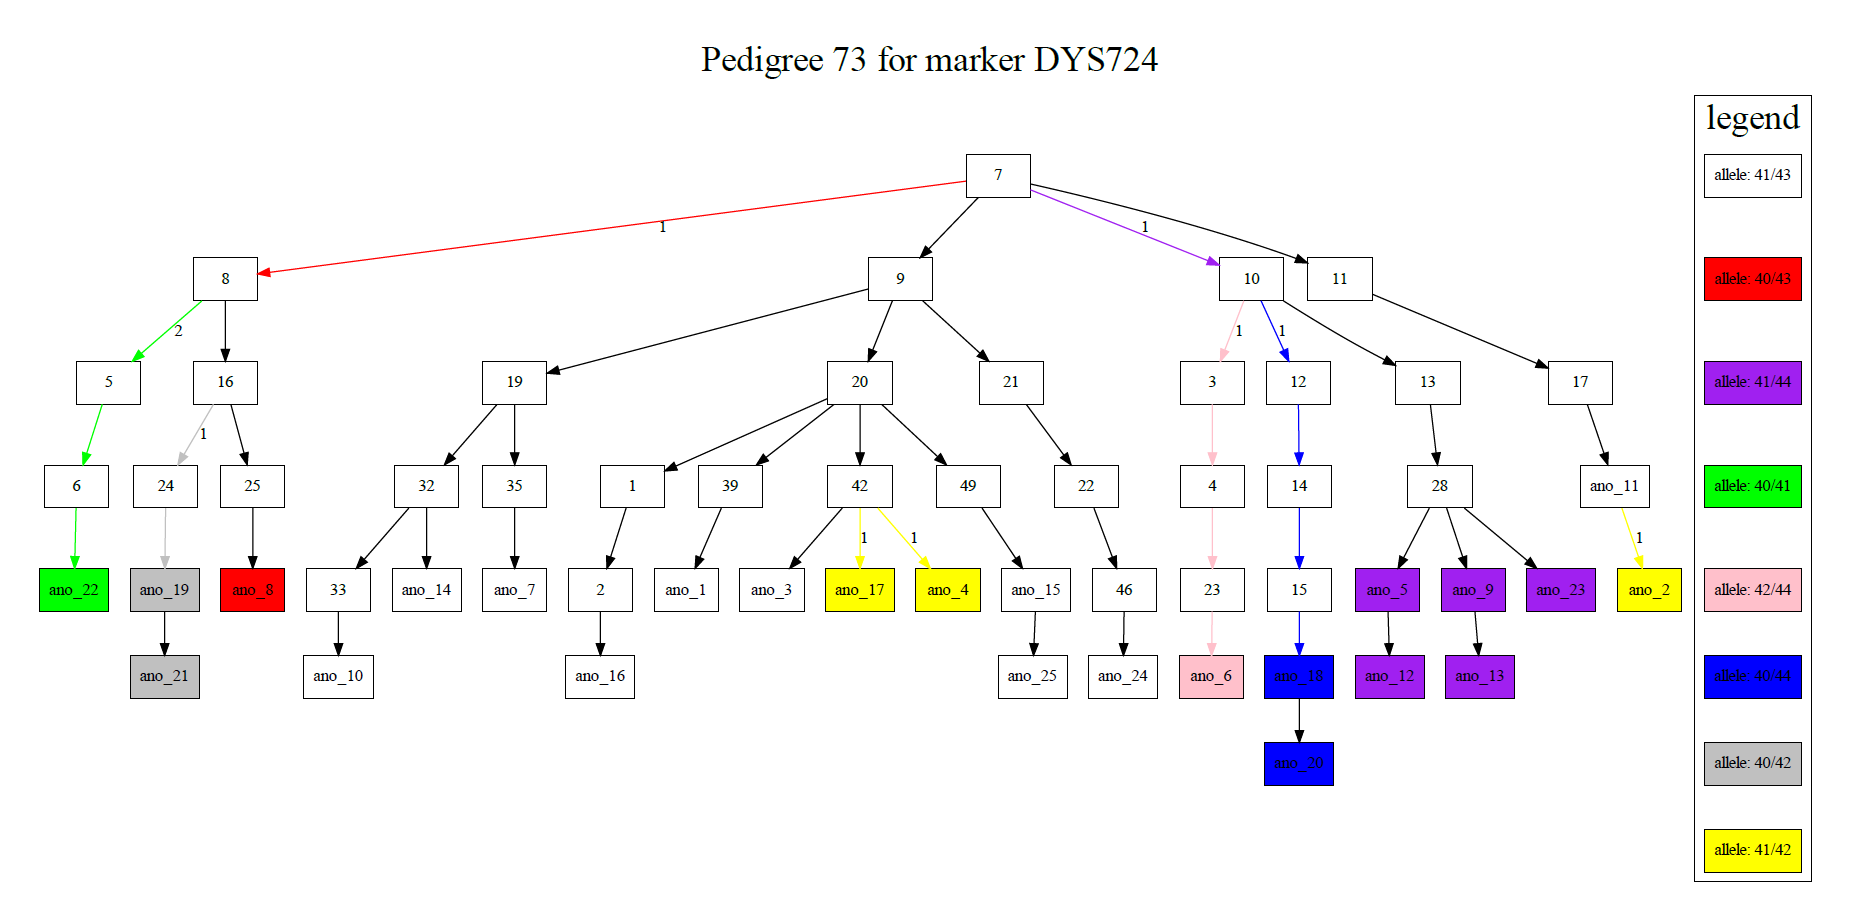 Pedigree 73 for marker DYS724
legend
7
allele: 41/43
1
1
8
9
10
11
allele: 40/43
2
1
1
5
16
19
20
21
3
12
13
17
allele: 41/44
1
6
24
25
32
35
1
39
42
49
22
4
14
28
ano_11
allele: 40/41
1
1
1
ano_22
ano_19
ano_8
33
ano_14
ano_7
2
ano_1
ano_3
ano_17
ano_4
ano_15
46
23
15
ano_5
ano_9
ano_23
ano_2
allele: 42/44
ano_21
ano_10
ano_16
ano_25
ano_24
ano_6
ano_18
ano_12
ano_13
allele: 40/44
ano_20
allele: 40/42
allele: 41/42